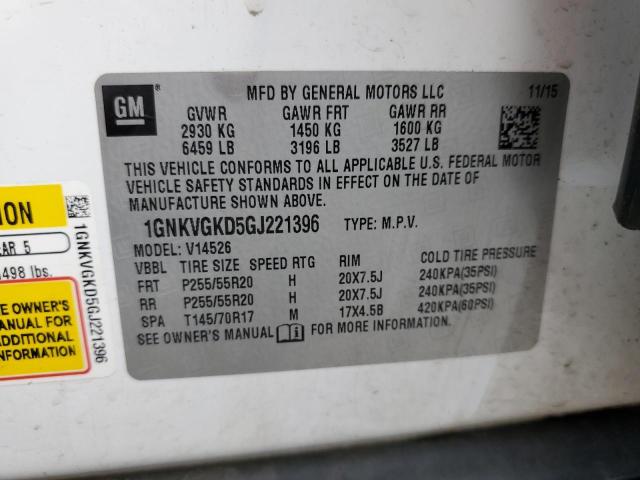 GM
MFD BY GENERAL MOTORS LLC 11/15
GVWR GAWR FRT GAWR RR
2930 KG 1450 KG 1600 KG
6459 LB 3196 LB 3527 LB
THIS VEHICLE CONFORMS TO ALL APPLICABLE U.S. FEDERAL MOTOR
VEHICLE SAFETY STANDARDS IN EFFECT ON THE DATE OF
MANUFACTURE SHOWN ABOVE.
1GNKVGKD5GJ221396 TYPE: M.P.V.
MODEL: V14526
VBBL TIRE SIZE SPEED RTG RIM COLD TIRE PRESSURE
FRT P255/55R20 H 20X7.5J 240KPA(35PSI)
RR P255/55R20 H 20X7.5J 240KPA(35PSI)
SPA T145/70R17 M 17X4.5B 420KPA(60PSI)
SEE OWNER'S MANUAL FOR MORE INFORMATION.
ION
AR 5
498 lbs.
E OWNER'S
MANUAL FOR
ADDITIONAL
FORMATION
1GNKVGKD5GJ221396